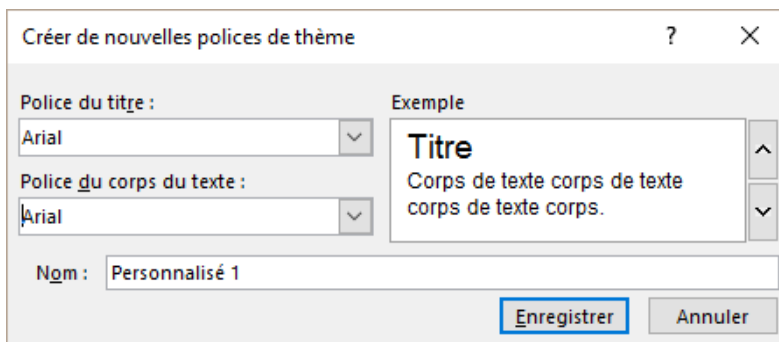 Créer de nouvelles polices de thème ?
Police du titre :
Arial
Police du corps du texte :
Arial
Exemple
Titre
Corps de texte corps de texte
corps de texte corps.
Nom : Personnalisé 1
Enregistrer Annuler